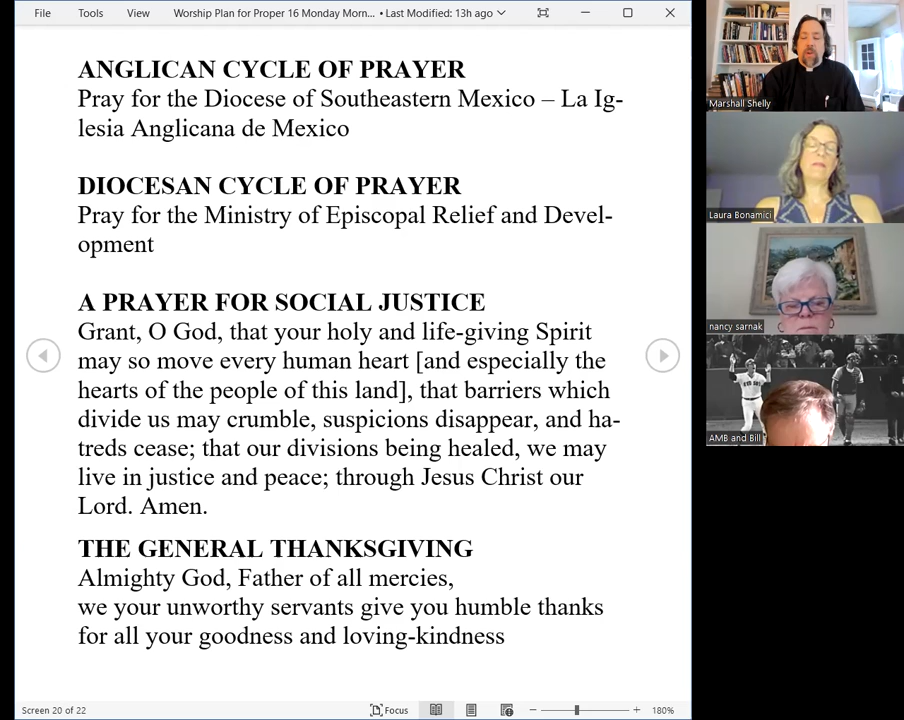 File Tools View Worship Plan for Proper 16 Monday Morn... • Last Modified: 13h ago
ANGLICAN CYCLE OF PRAYER
Pray for the Diocese of Southeastern Mexico – La Ig-
lesia Anglicana de Mexico
DIOCESAN CYCLE OF PRAYER
Pray for the Ministry of Episcopal Relief and Devel-
opment
A PRAYER FOR SOCIAL JUSTICE
Grant, O God, that your holy and life-giving Spirit
may so move every human heart [and especially the
hearts of the people of this land], that barriers which
divide us may crumble, suspicions disappear, and ha-
treds cease; that our divisions being healed, we may
live in justice and peace; through Jesus Christ our
Lord. Amen.
THE GENERAL THANKSGIVING
Almighty God, Father of all mercies,
we your unworthy servants give you humble thanks
for all your goodness and loving-kindness
Screen 20 of 22 Focus 180%
Marshall Shelly
Laura Bonamici
nancy sarnak
RED SOX
AMB and Bill